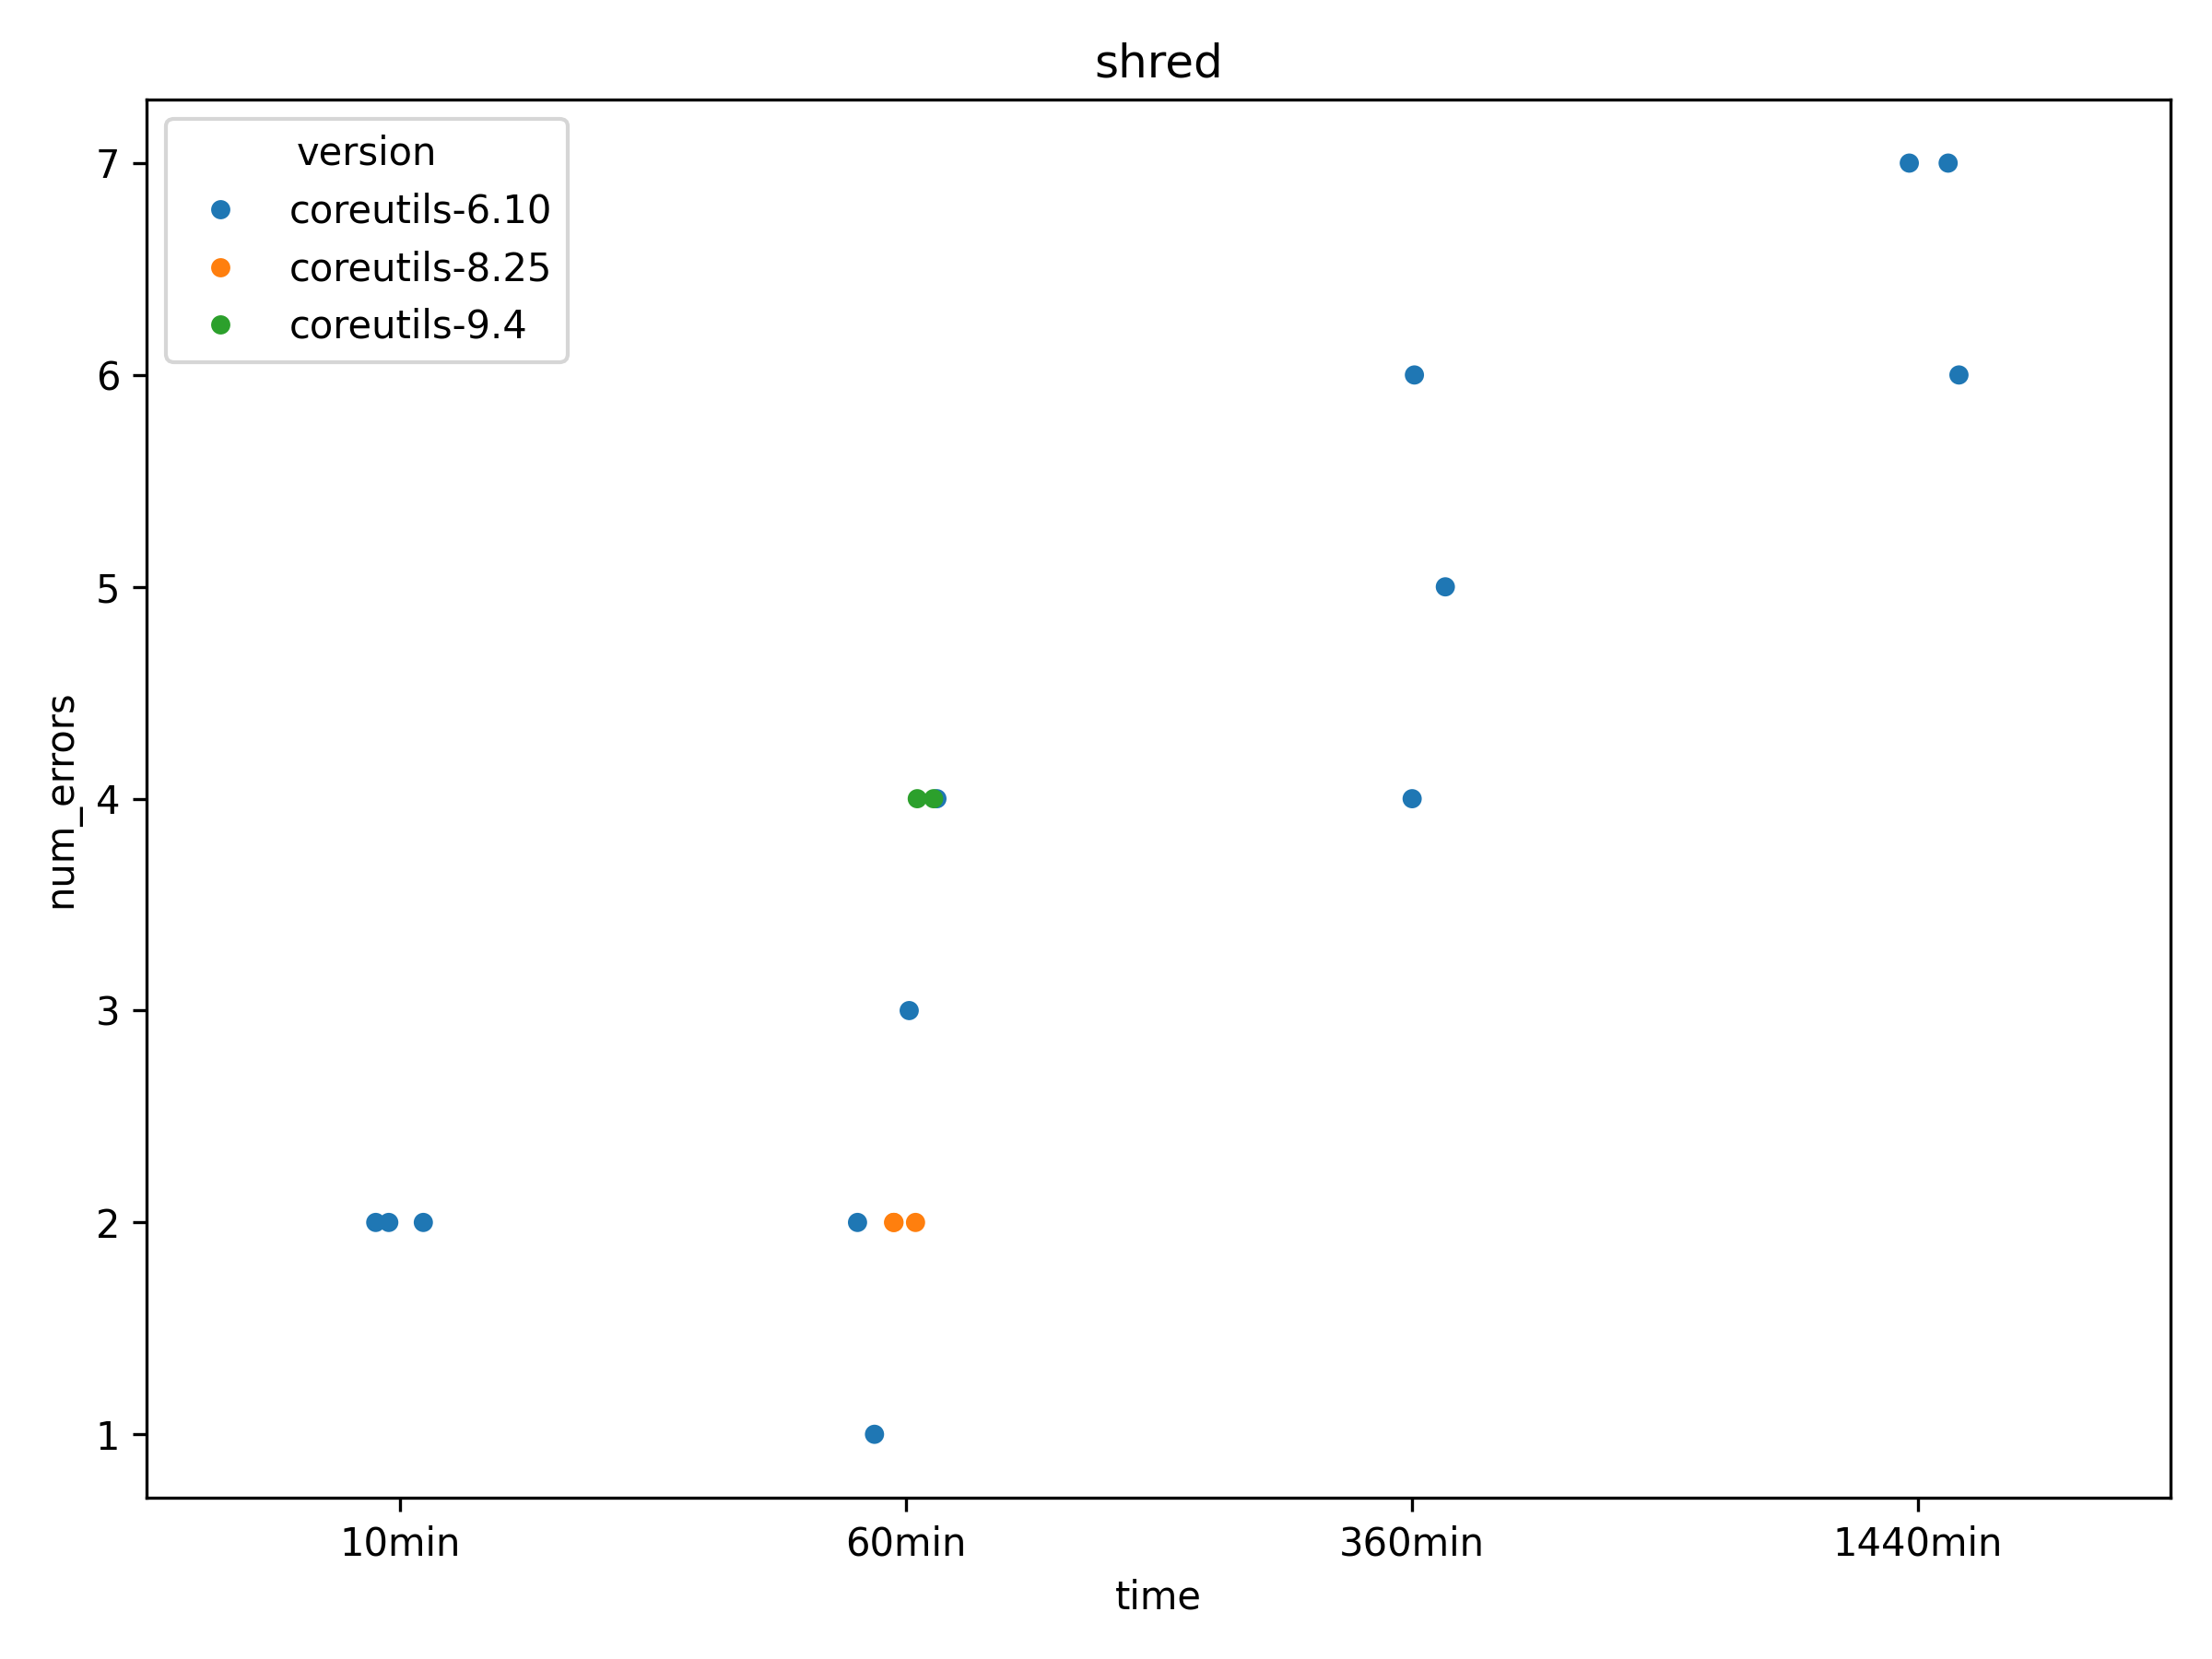 shred
version
coreutils-6.10
coreutils-8.25
coreutils-9.4
num_errors
7
6
5
4
3
2
1
10min
60min
360min
1440min
time